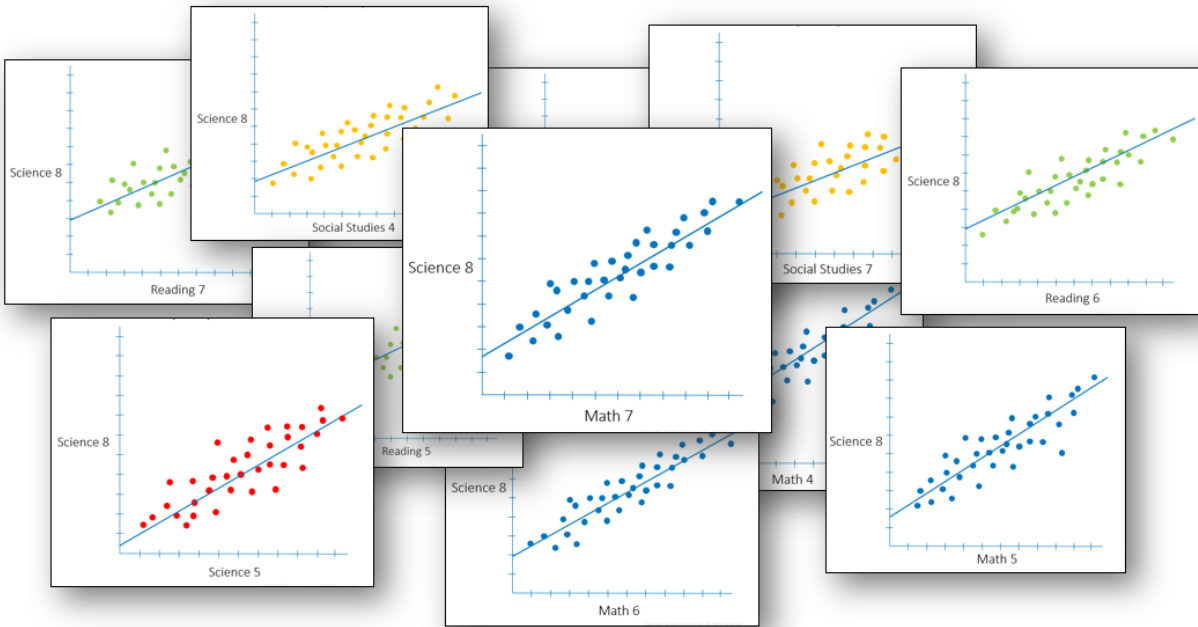 Science 8
Social Studies 4
Science 8
Reading 7
Science 8
Math 7
Social Studies 7
Science 8
Reading 6
Science 8
Science 5
Reading 5
Science 8
Math 6
Math 4
Science 8
Math 5